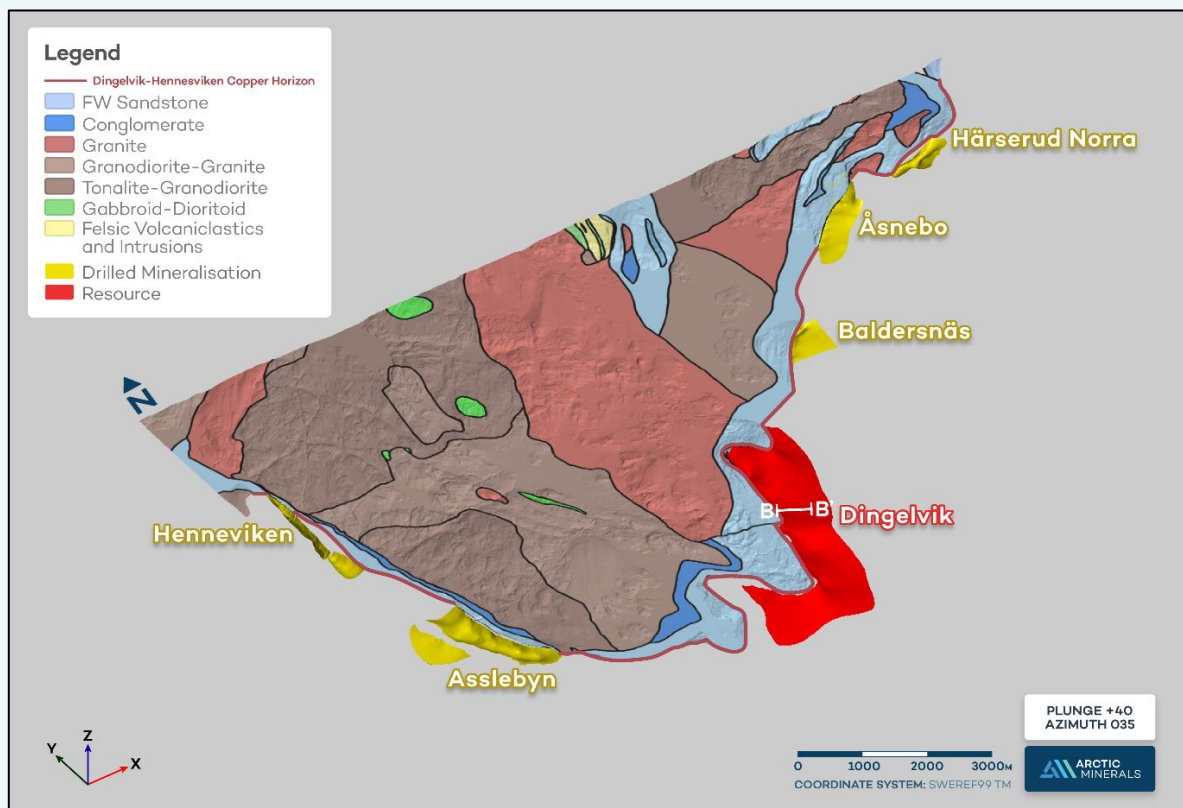 Legend
Dingelvik-Hennesviken Copper Horizon
FW Sandstone
Conglomerate
Granite
Granodiorite-Granite
Tonalite-Granodiorite
Gabbroid-Dioritoid
Felsic Volcaniclastics
and Intrusions
Drilled Mineralisation
Resource
Härserud Norra
Åsnebo
Baldersnäs
N
B B'
Dingelvik
Henneviken
Asslebyn
Z
Y
X
PLUNGE +40
AZIMUTH 035
0 1000 2000 3000M
COORDINATE SYSTEM: SWEREF99 TM
ARCTIC
MINERALS